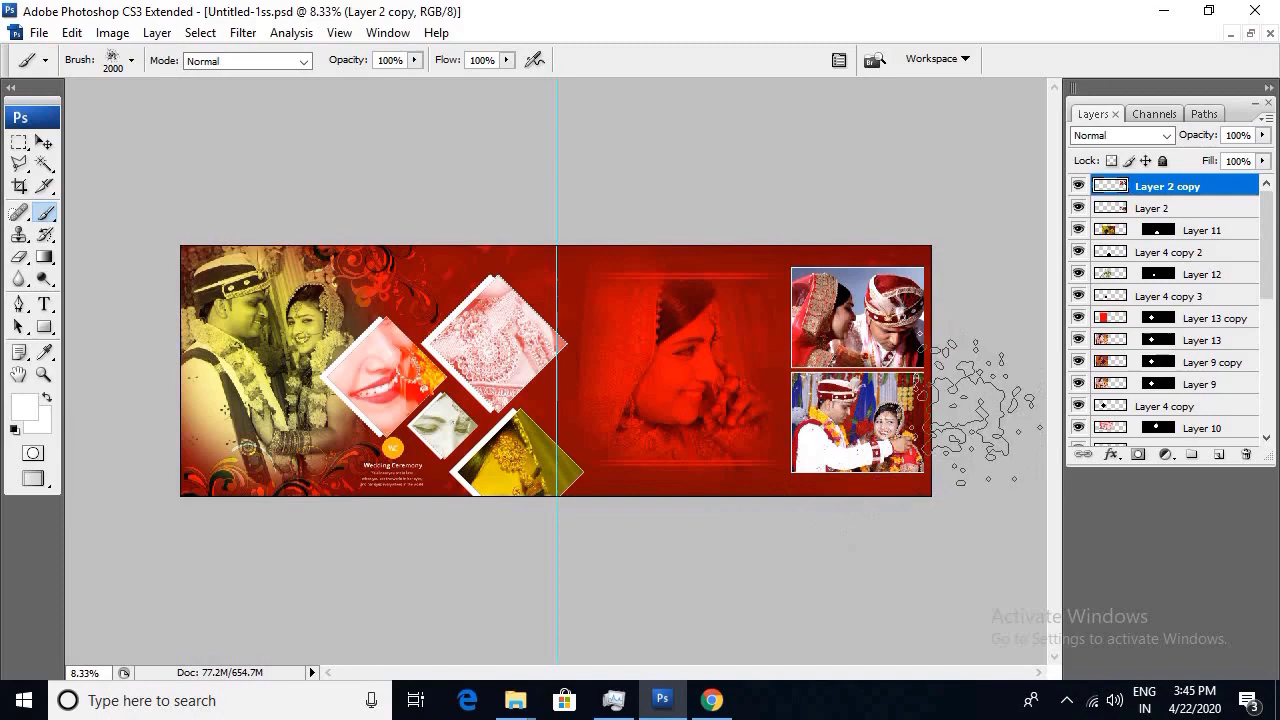 Adobe Photoshop CS3 Extended - [Untitled-1ss.psd @ 8.33% (Layer 2 copy, RGB/8)]
File Edit Image Layer Select Filter Analysis View Window Help
Brush: 2000 Mode: Normal Opacity: 100% Flow: 100% Workspace
Ps
Layers Channels Paths
Normal Opacity: 100%
Lock: Fill: 100%
Layer 2 copy
Layer 2
Layer 11
Layer 4 copy 2
Layer 12
Layer 4 copy 3
Layer 13 copy
Layer 13
Layer 9 copy
Layer 9
Layer 4 copy
Layer 10
Wedding Ceremony
Activate Windows
Go to Settings to activate Windows.
8.33% Doc: 77.2M/654.7M
Type here to search
ENG
IN
3:45 PM
4/22/2020
3